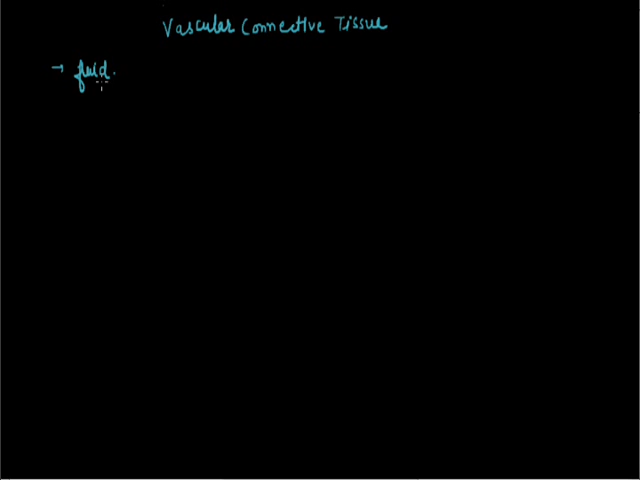 Vascular Connective Tissue
→ fluid.